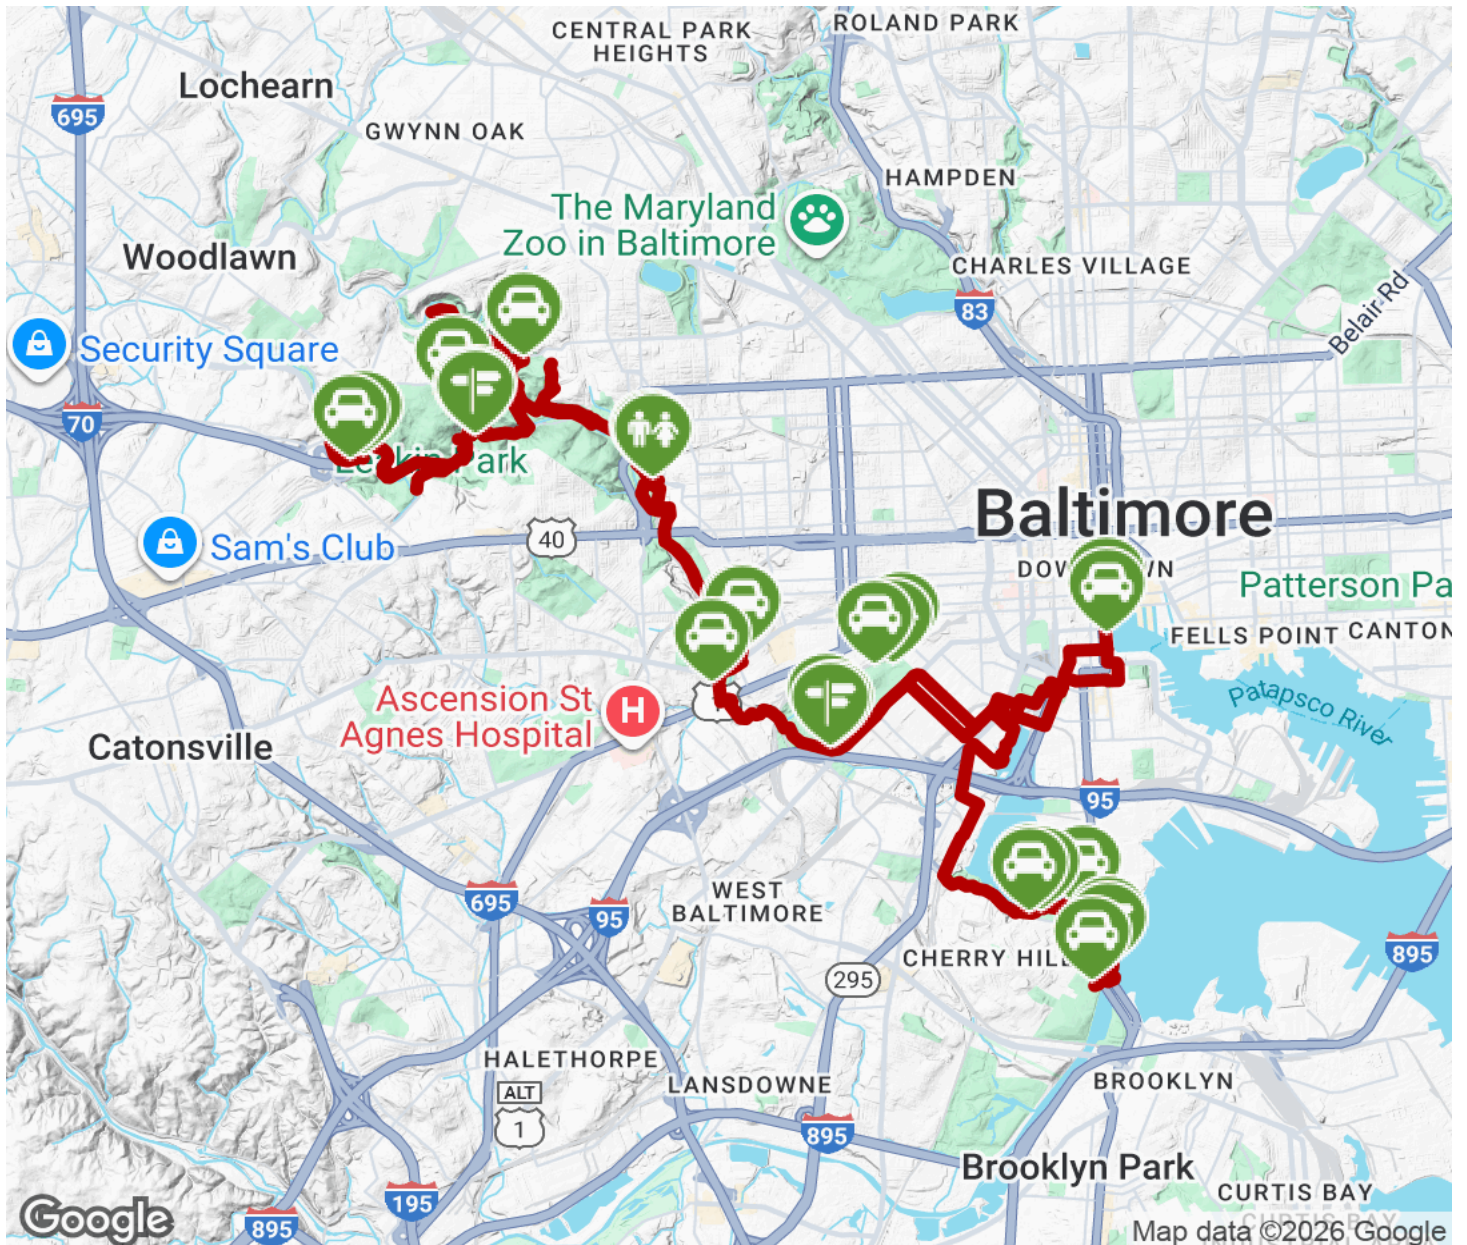 CENTRAL PARK
HEIGHTS
ROLAND PARK
Lochearn
695
GWYNN OAK
HAMPDEN
The Maryland
Zoo in Baltimore
Woodlawn
CHARLES VILLAGE
83
Belair Rd
Security Square
70
Park
40
Sam's Club
Baltimore
Patterson Pa
FELLS POINT
CANTON
Patapsco River
Ascension St
Agnes Hospital
H
Catonsville
95
695
95
WEST
BALTIMORE
CHERRY HILL
295
895
HALETHORPE
ALT
1
LANSDOWNE
BROOKLYN
895
Brooklyn Park
195
CURTIS BAY
895
Google
Map data ©2026 Google